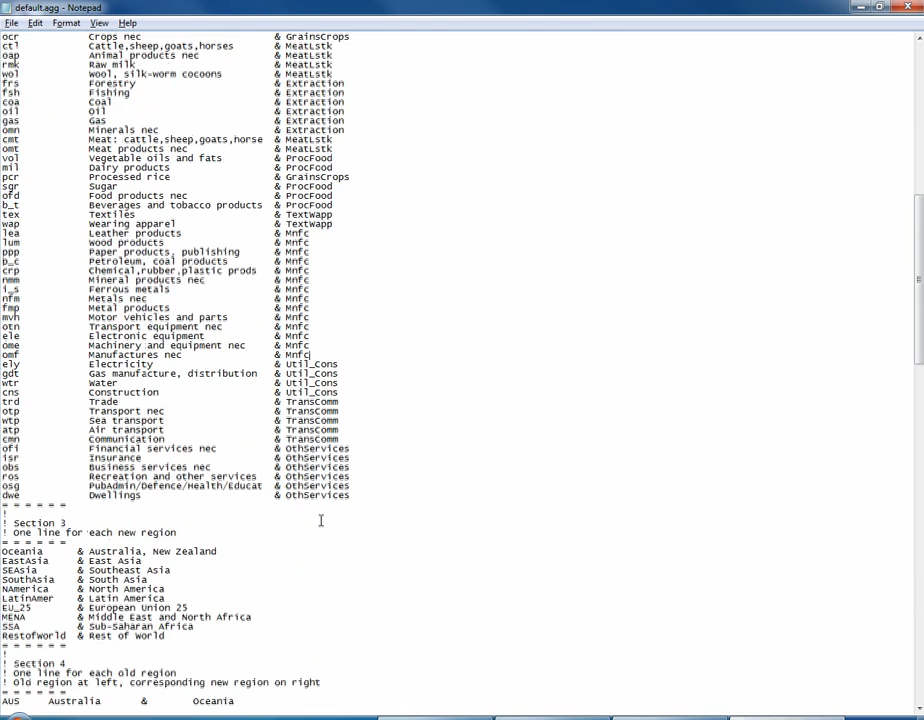 default.agg - Notepad
File Edit Format View Help
ocr Crops nec & GrainsCrops
ctl Cattle,sheep,goats,horses & MeatLstk
oap Animal products nec & MeatLstk
rmk Raw milk & MeatLstk
wol Wool, silk-worm cocoons & MeatLstk
frs Forestry & Extraction
fsh Fishing & Extraction
coa Coal & Extraction
oil Oil & Extraction
gas Gas & Extraction
omn Minerals nec & Extraction
cmt Meat: cattle,sheep,goats,horse & MeatLstk
omt Meat products nec & MeatLstk
vol Vegetable oils and fats & ProcFood
mil Dairy products & ProcFood
pcr Processed rice & GrainsCrops
sgr Sugar & ProcFood
ofd Food products nec & ProcFood
b_t Beverages and tobacco products & ProcFood
tex Textiles & TextWapp
wap Wearing apparel & TextWapp
lea Leather products & Mnfc
lum Wood products & Mnfc
ppp Paper products, publishing & Mnfc
p_c Petroleum, coal products & Mnfc
crp Chemical,rubber,plastic prods & Mnfc
nmm Mineral products nec & Mnfc
i_s Ferrous metals & Mnfc
nfm Metals nec & Mnfc
fmp Metal products & Mnfc
mvh Motor vehicles and parts & Mnfc
otn Transport equipment nec & Mnfc
ele Electronic equipment & Mnfc
ome Machinery and equipment nec & Mnfc
omf Manufactures nec & Mnfc
ely Electricity & Util_Cons
gdt Gas manufacture, distribution & Util_Cons
wtr Water & Util_Cons
cns Construction & Util_Cons
trd Trade & TransComm
otp Transport nec & TransComm
wtp Sea transport & TransComm
atp Air transport & TransComm
cmn Communication & TransComm
ofi Financial services nec & OthServices
isr Insurance & OthServices
obs Business services nec & OthServices
ros Recreation and other services & OthServices
osg PubAdmin/Defence/Health/Educat & OthServices
dwe Dwellings & OthServices
= = = = = =
!
! Section 3
! One line for each new region
= = = = = =
Oceania & Australia, New Zealand
EastAsia & East Asia
SEAsia & Southeast Asia
SouthAsia & South Asia
NAmerica & North America
LatinAmer & Latin America
EU_25 & European Union 25
MENA & Middle East and North Africa
SSA & Sub-Saharan Africa
RestofWorld & Rest of World
= = = = = =
!
! Section 4
! One line for each old region
! Old region at left, corresponding new region on right
= = = = = =
AUS Australia & Oceania